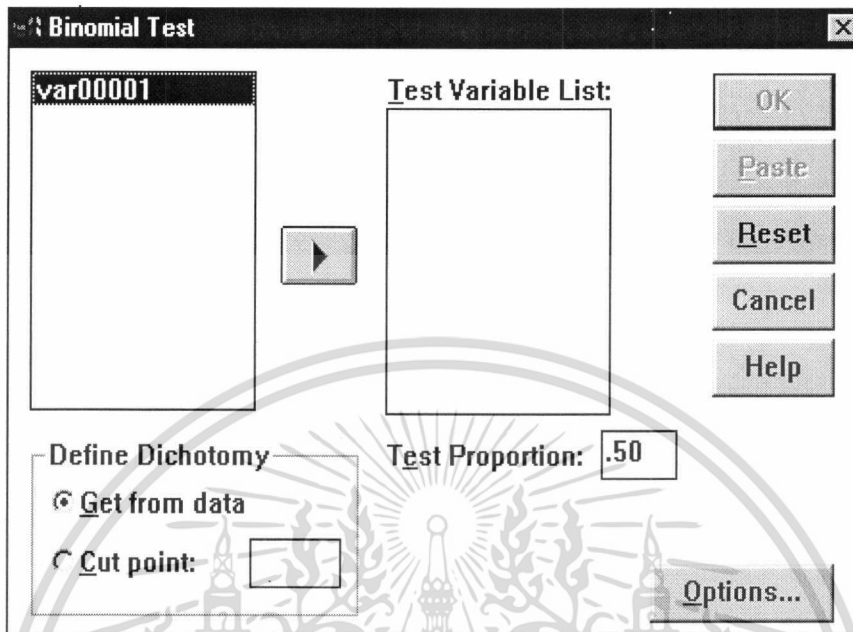 Binomial Test
var00001
Test Variable List:
OK
Paste
Reset
Cancel
Help
Define Dichotomy
Get from data
Cut point:
Test Proportion: .50
Options...